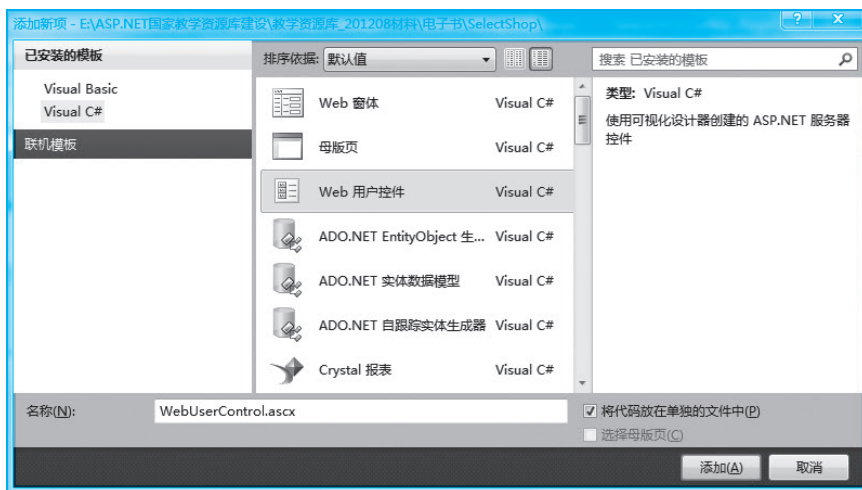 添加新项 - E:\ASP.NET国家教学资源库建设\教学资源库_201208材料\电子书\SelectShop\
已安装的模板
Visual Basic
Visual C#
联机模板
排序依据: 默认值
Web 窗体 Visual C#
母版页 Visual C#
Web 用户控件 Visual C#
ADO.NET EntityObject 生... Visual C#
ADO.NET 实体数据模型 Visual C#
ADO.NET 自跟踪实体生成器 Visual C#
Crystal 报表 Visual C#
搜索 已安装的模板
类型: Visual C#
使用可视化设计器创建的 ASP.NET 服务器
控件
名称(N): WebUserControl.ascx
将代码放在单独的文件中(P)
选择母版页(C)
添加(A) 取消